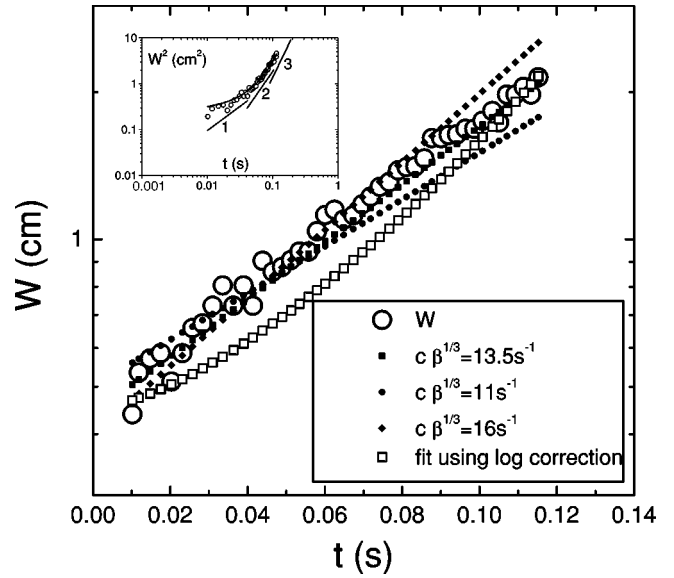 10
W² (cm²)
1
0.1
0.01
1
2
3
0.001
0.01
0.1
1
t (s)
W (cm)
1
W
c β^1/3=13.5s^-1
c β^1/3=11s^-1
c β^1/3=16s^-1
fit using log correction
0.00
0.02
0.04
0.06
0.08
0.10
0.12
0.14
t (s)